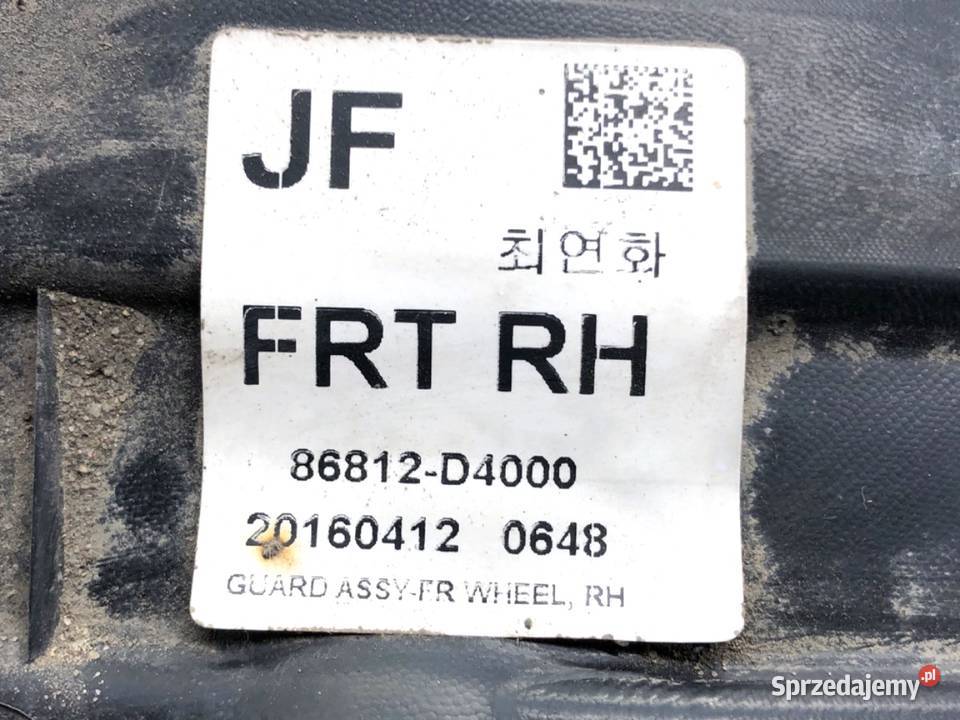 JF
최연화
FRT RH
86812-D4000
20160412 0648
GUARD ASSY-FR WHEEL, RH
Sprzedajemy.pl